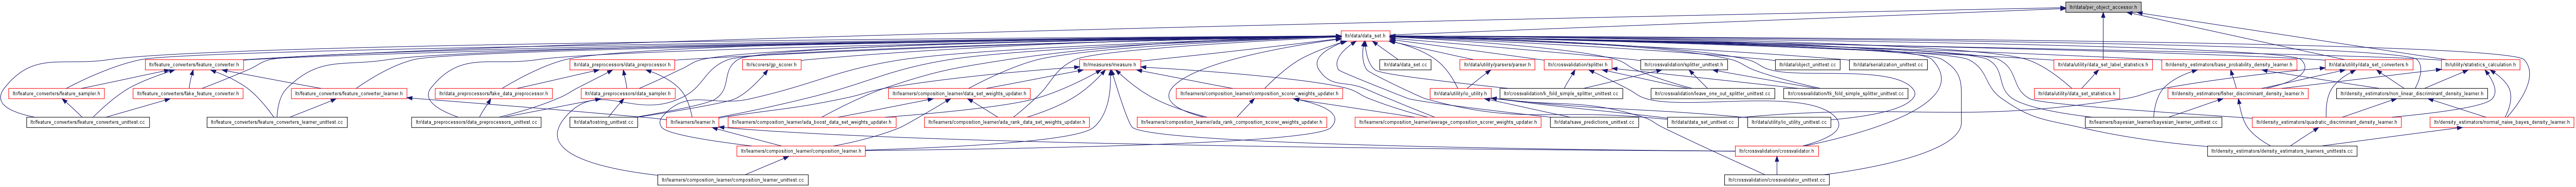 ltr/data/per_object_accessor.h
ltr/data/data_set.h
ltr/feature_converters/feature_converter.h
ltr/data_preprocessors/data_preprocessor.h
ltr/scorers/gp_scorer.h
ltr/measures/measure.h
ltr/data/data_set.cc
ltr/data/utility/parsers/parser.h
ltr/crossvalidation/splitter.h
ltr/crossvalidation/splitter_unittest.h
ltr/data/object_unittest.cc
ltr/data/serialization_unittest.cc
ltr/data/utility/data_set_label_statistics.h
ltr/density_estimators/base_probability_density_learner.h
ltr/data/utility/data_set_converters.h
ltr/utility/statistics_calculation.h
ltr/feature_converters/feature_sampler.h
ltr/feature_converters/fake_feature_converter.h
ltr/feature_converters/feature_converter_learner.h
ltr/data_preprocessors/fake_data_preprocessor.h
ltr/data_preprocessors/data_sampler.h
ltr/learners/composition_learner/data_set_weights_updater.h
ltr/learners/composition_learner/composition_scorer_weights_updater.h
ltr/data/utility/io_utility.h
ltr/crossvalidation/k_fold_simple_splitter_unittest.cc
ltr/crossvalidation/leave_one_out_splitter_unittest.cc
ltr/crossvalidation/tk_fold_simple_splitter_unittest.cc
ltr/data/utility/data_set_statistics.h
ltr/density_estimators/fisher_discriminant_density_learner.h
ltr/density_estimators/non_linear_discriminant_density_learner.h
ltr/feature_converters/feature_converters_unittest.cc
ltr/feature_converters/feature_converters_learner_unittest.cc
ltr/data_preprocessors/data_preprocessors_unittest.cc
ltr/data/tostring_unittest.cc
ltr/learners/learner.h
ltr/learners/composition_learner/ada_boost_data_set_weights_updater.h
ltr/learners/composition_learner/ada_rank_data_set_weights_updater.h
ltr/learners/composition_learner/ada_rank_composition_scorer_weights_updater.h
ltr/learners/composition_learner/average_composition_scorer_weights_updater.h
ltr/data/save_predictions_unittest.cc
ltr/data/data_set_unittest.cc
ltr/data/utility/io_utility_unittest.cc
ltr/learners/bayesian_learner/bayesian_learner_unittest.cc
ltr/density_estimators/quadratic_discriminant_density_learner.h
ltr/density_estimators/normal_naive_bayes_density_learner.h
ltr/learners/composition_learner/composition_learner.h
ltr/crossvalidation/crossvalidator.h
ltr/density_estimators/density_estimators_learners_unittests.cc
ltr/learners/composition_learner/composition_learner_unittest.cc
ltr/crossvalidation/crossvalidator_unittest.cc